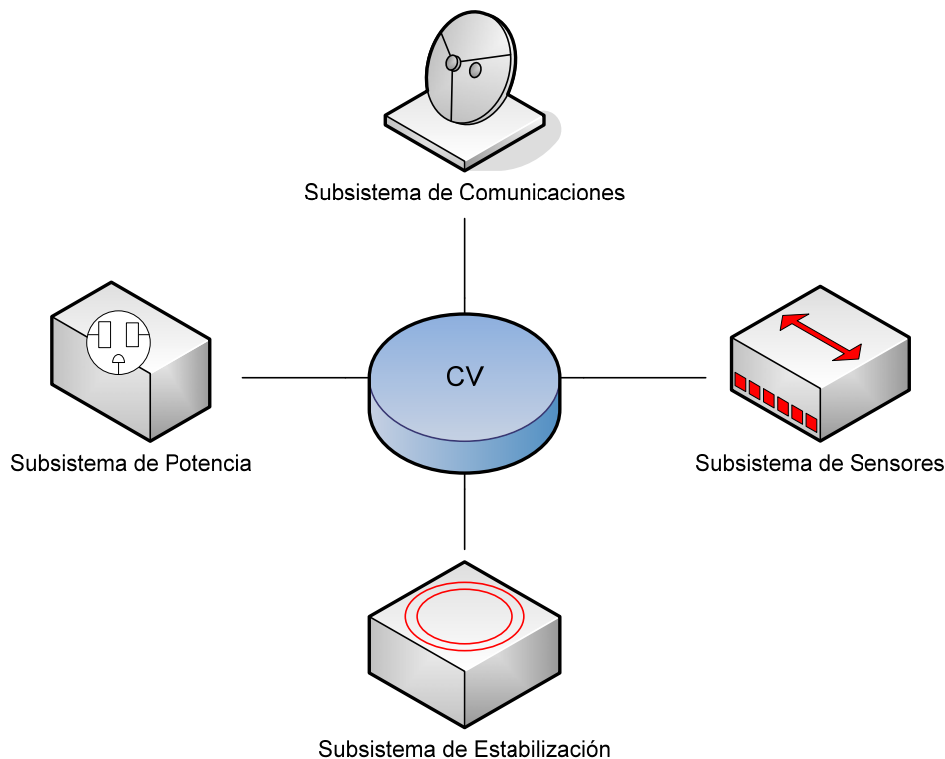 Subsistema de Comunicaciones
CV
Subsistema de Potencia
Subsistema de Sensores
Subsistema de Estabilización